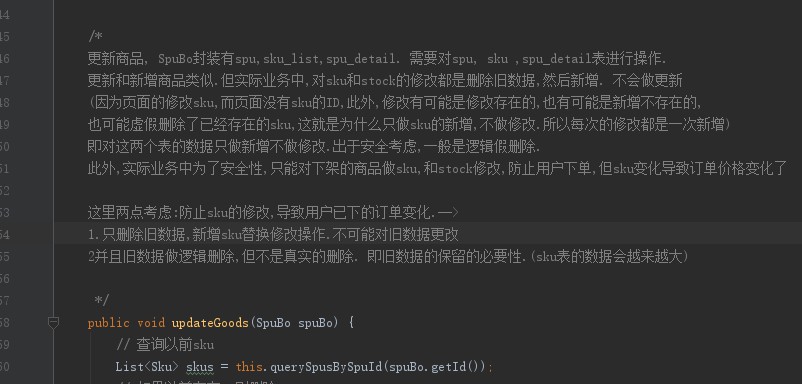 44
45 /*
46 更新商品, SpuBo封装有spu,sku_list,spu_detail. 需要对spu, sku ,spu_detail表进行操作.
47 更新和新增商品类似.但实际业务中,对sku和stock的修改都是删除旧数据,然后新增. 不会做更新
48 (因为页面的修改sku,而页面没有sku的ID,此外,修改有可能是修改存在的,也有可能是新增不存在的,
49 也可能虚假删除了已经存在的sku,这就是为什么只做sku的新增,不做修改.所以每次的修改都是一次新增)
50 即对这两个表的数据只做新增不做修改.出于安全考虑,一般是逻辑假删除.
51 此外,实际业务中为了安全性,只能对下架的商品做sku,和stock修改,防止用户下单,但sku变化导致订单价格变化了
52
53 这里两点考虑:防止sku的修改,导致用户已下的订单变化.—>
54 1.只删除旧数据,新增sku替换修改操作.不可能对旧数据更改
55 2并且旧数据做逻辑删除,但不是真实的删除. 即旧数据的保留的必要性.(sku表的数据会越来越大)
56
57 */
58 public void updateGoods(SpuBo spuBo) {
59 // 查询以前sku
60 List<Sku> skus = this.querySpusBySpuId(spuBo.getId());